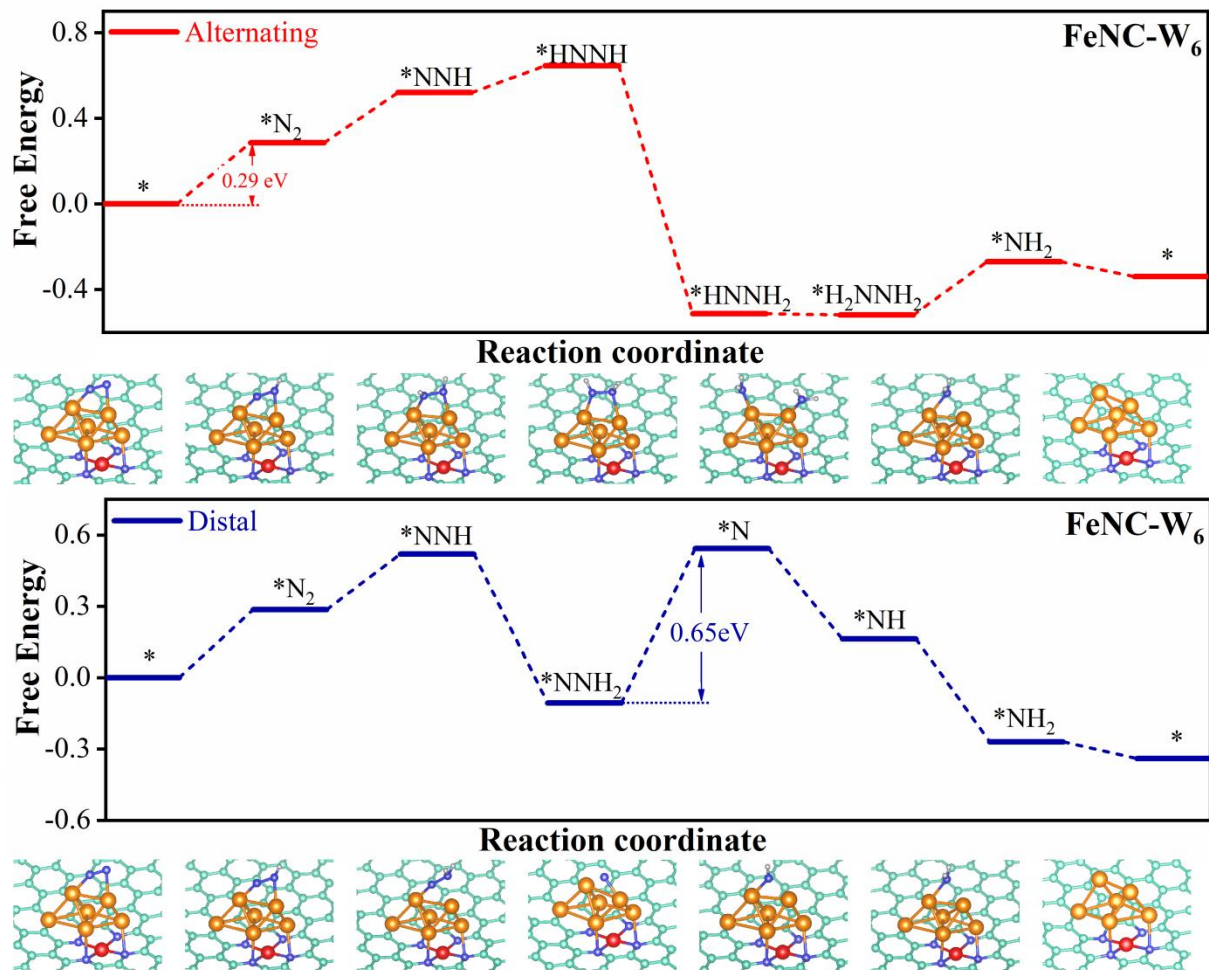 Alternating
FeNC-W₆
Free Energy
0.8
0.4
0.0
-0.4
*
*N₂
0.29 eV
*NNH
*HNNH
*HNNH₂
*H₂NNH₂
*NH₂
*
Reaction coordinate
Distal
FeNC-W₆
Free Energy
0.6
0.3
0.0
-0.3
-0.6
*
*N₂
*NNH
*NNH₂
*N
0.65eV
*NH
*NH₂
*
Reaction coordinate